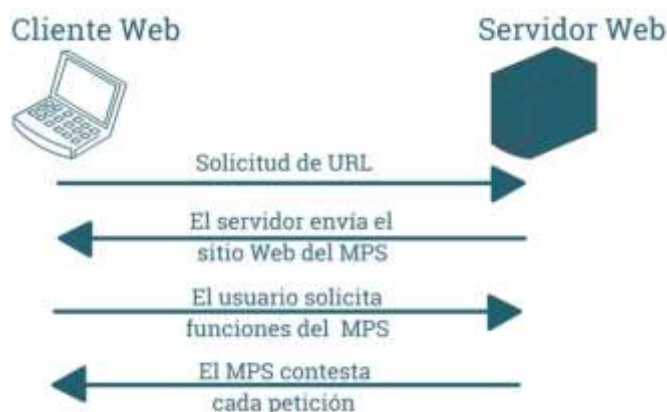 Cliente Web
Servidor Web
Solicitud de URL
El servidor envía el
sitio Web del MPS
El usuario solicita
funciones del MPS
El MPS contesta
cada petición